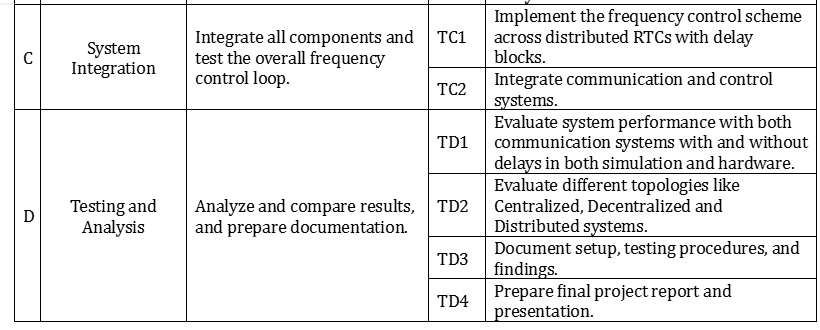 C
System
Integration
Integrate all components and
test the overall frequency
control loop.
TC1
Implement the frequency control scheme
across distributed RTCs with delay
blocks.
TC2
Integrate communication and control
systems.
D
Testing and
Analysis
Analyze and compare results,
and prepare documentation.
TD1
Evaluate system performance with both
communication systems with and without
delays in both simulation and hardware.
TD2
Evaluate different topologies like
Centralized, Decentralized and
Distributed systems.
TD3
Document setup, testing procedures, and
findings.
TD4
Prepare final project report and
presentation.